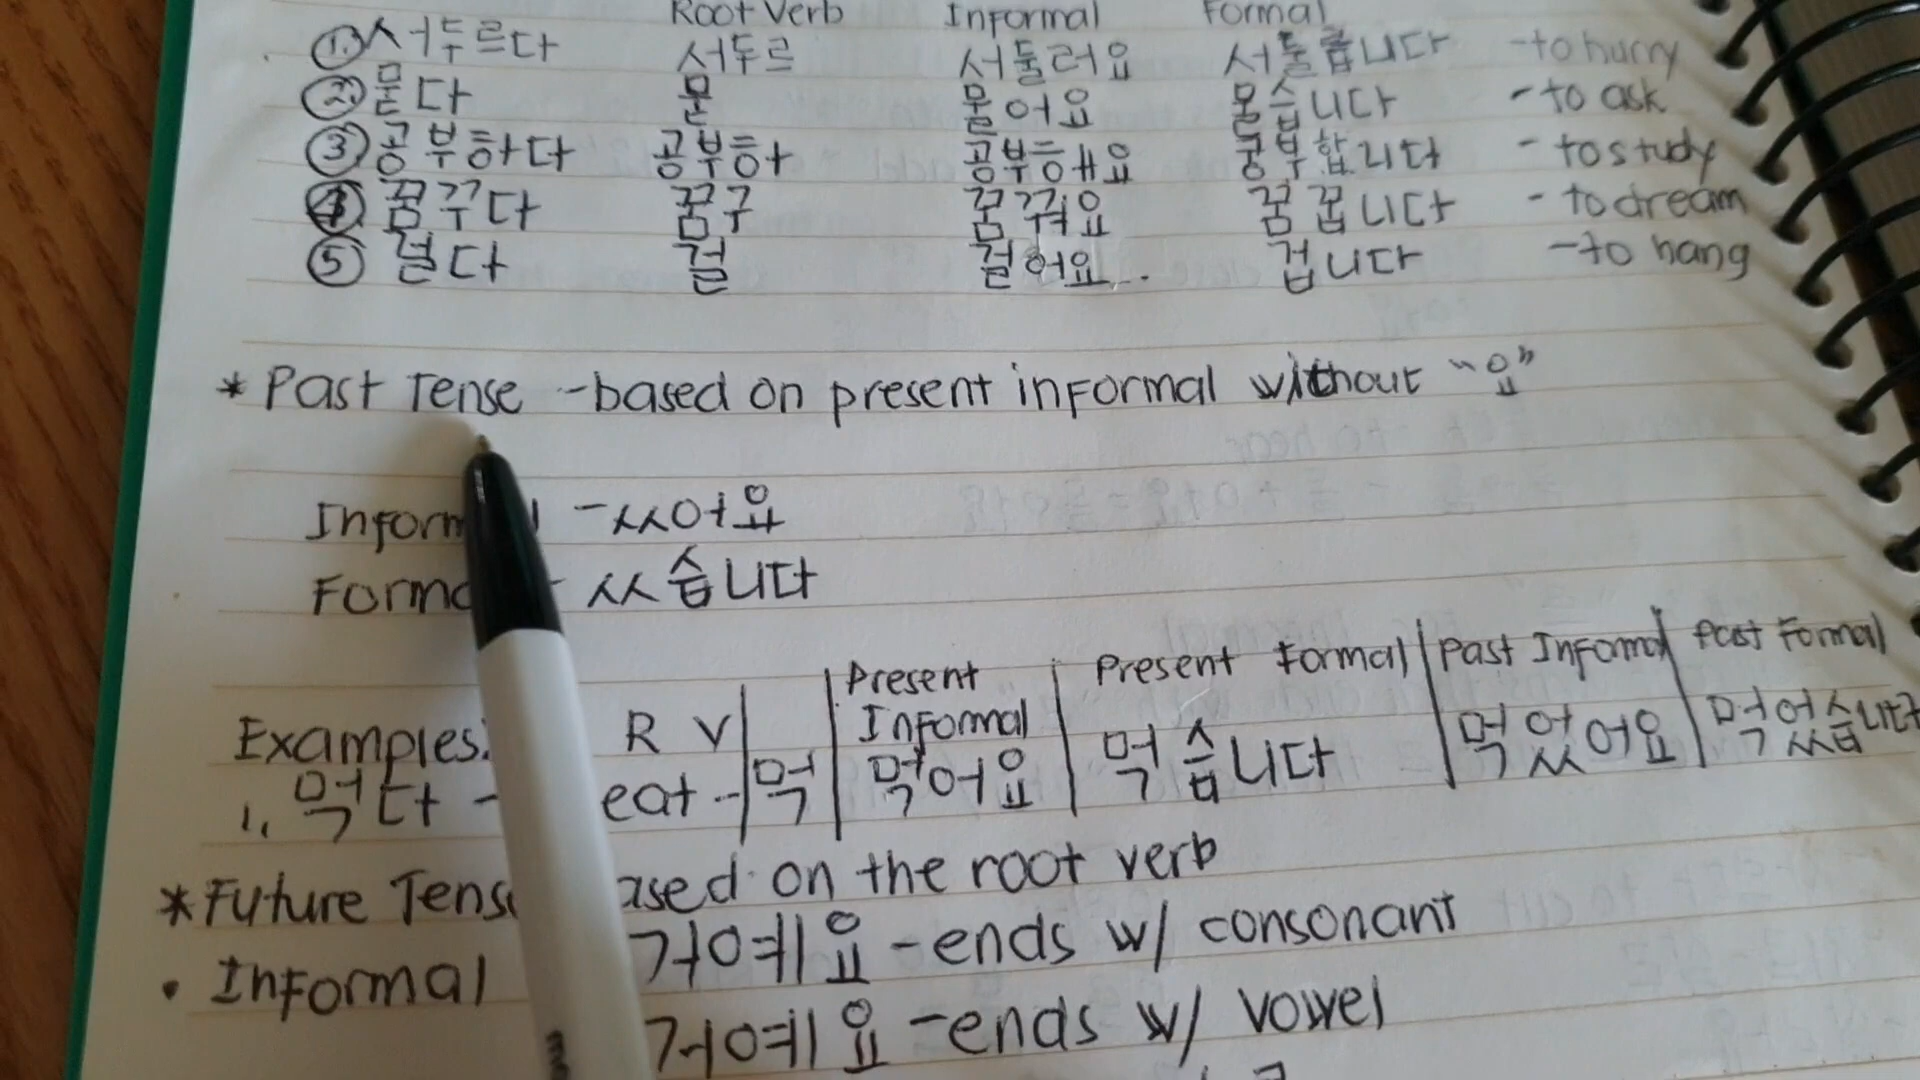 Root Verb Informal Formal
① 서두르다 서두르 서둘러요 서둘릅니다 - to hurry
② 묻다 묻 물어요 묻습니다 - to ask
③ 공부하다 공부하 공부해요 공부합니다 - to study
④ 꿈꾸다 꿈구 꿈꿔요 꿈꿉니다 - to dream
⑤ 걸다 걸 걸어요. 겁니다 - to hang
* Past Tense - based on present informal without "요"
Informal - ㅆ어요
Formal - ㅆ습니다
Present Present Formal Past Informal Past Formal
Examples: R V Informal
1. 먹다 - eat - 먹 먹어요 먹습니다 먹었어요 먹었습니다
* Future Tense based on the root verb
• Informal 거예요 - ends w/ consonant
거예요 - ends w/ vowel